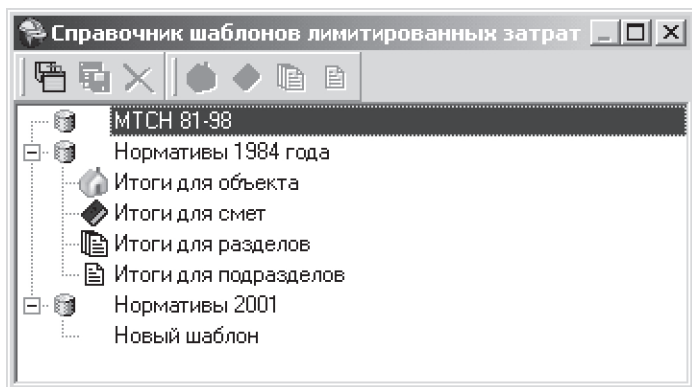 Справочник шаблонов лимитированных затрат
МТСН 81-98
Нормативы 1984 года
Итоги для объекта
Итоги для смет
Итоги для разделов
Итоги для подразделов
Нормативы 2001
Новый шаблон